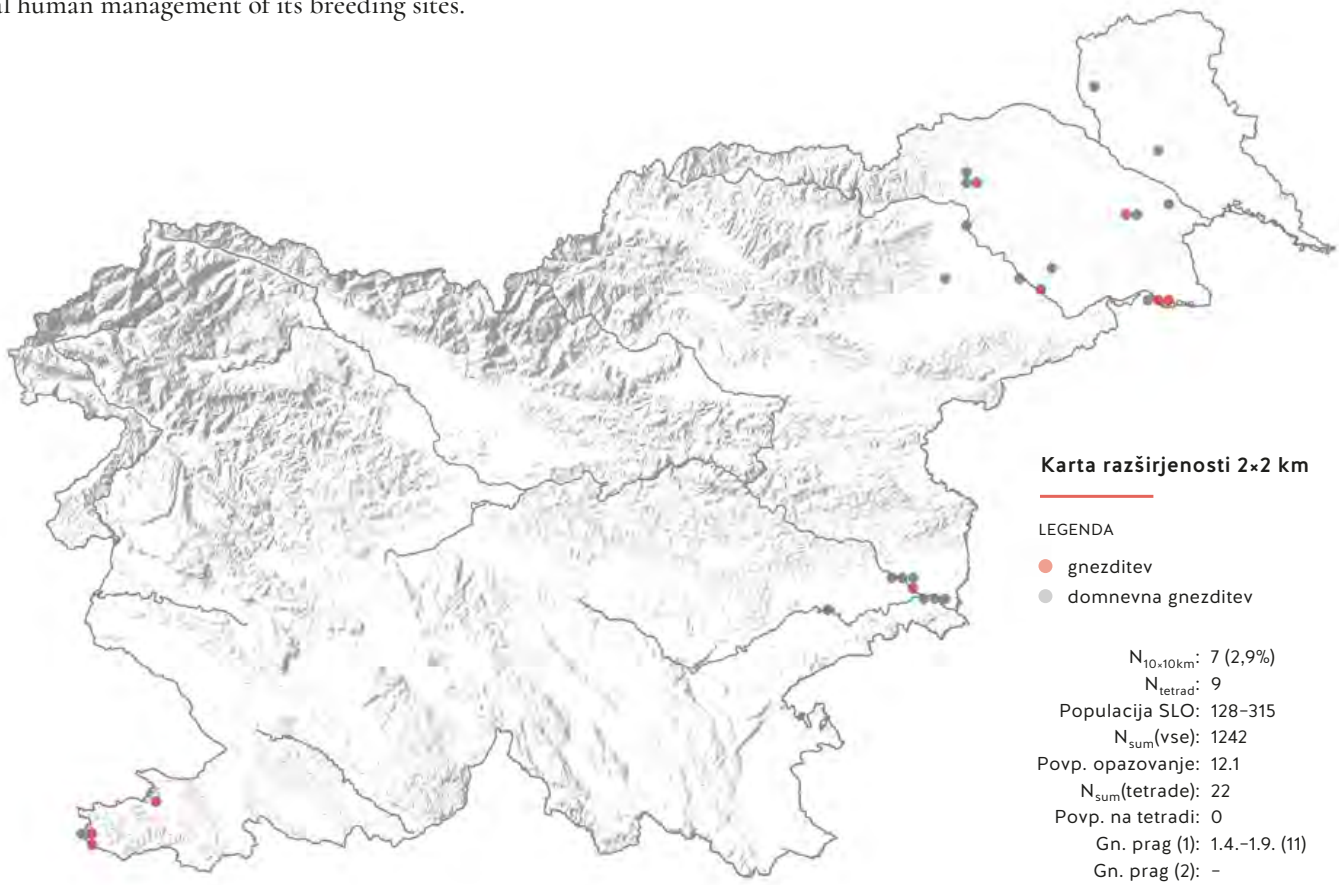 al human management of its breeding sites.
Karta razširjenosti 2×2 km
LEGENDA
gnezditev
domnevna gnezditev
N10×10km: 7 (2,9%)
Ntetrad: 9
Populacija SLO: 128–315
Nsum(vse): 1242
Povp. opazovanje: 12.1
Nsum(tetrade): 22
Povp. na tetradi: 0
Gn. prag (1): 1.4.–1.9. (11)
Gn. prag (2): –